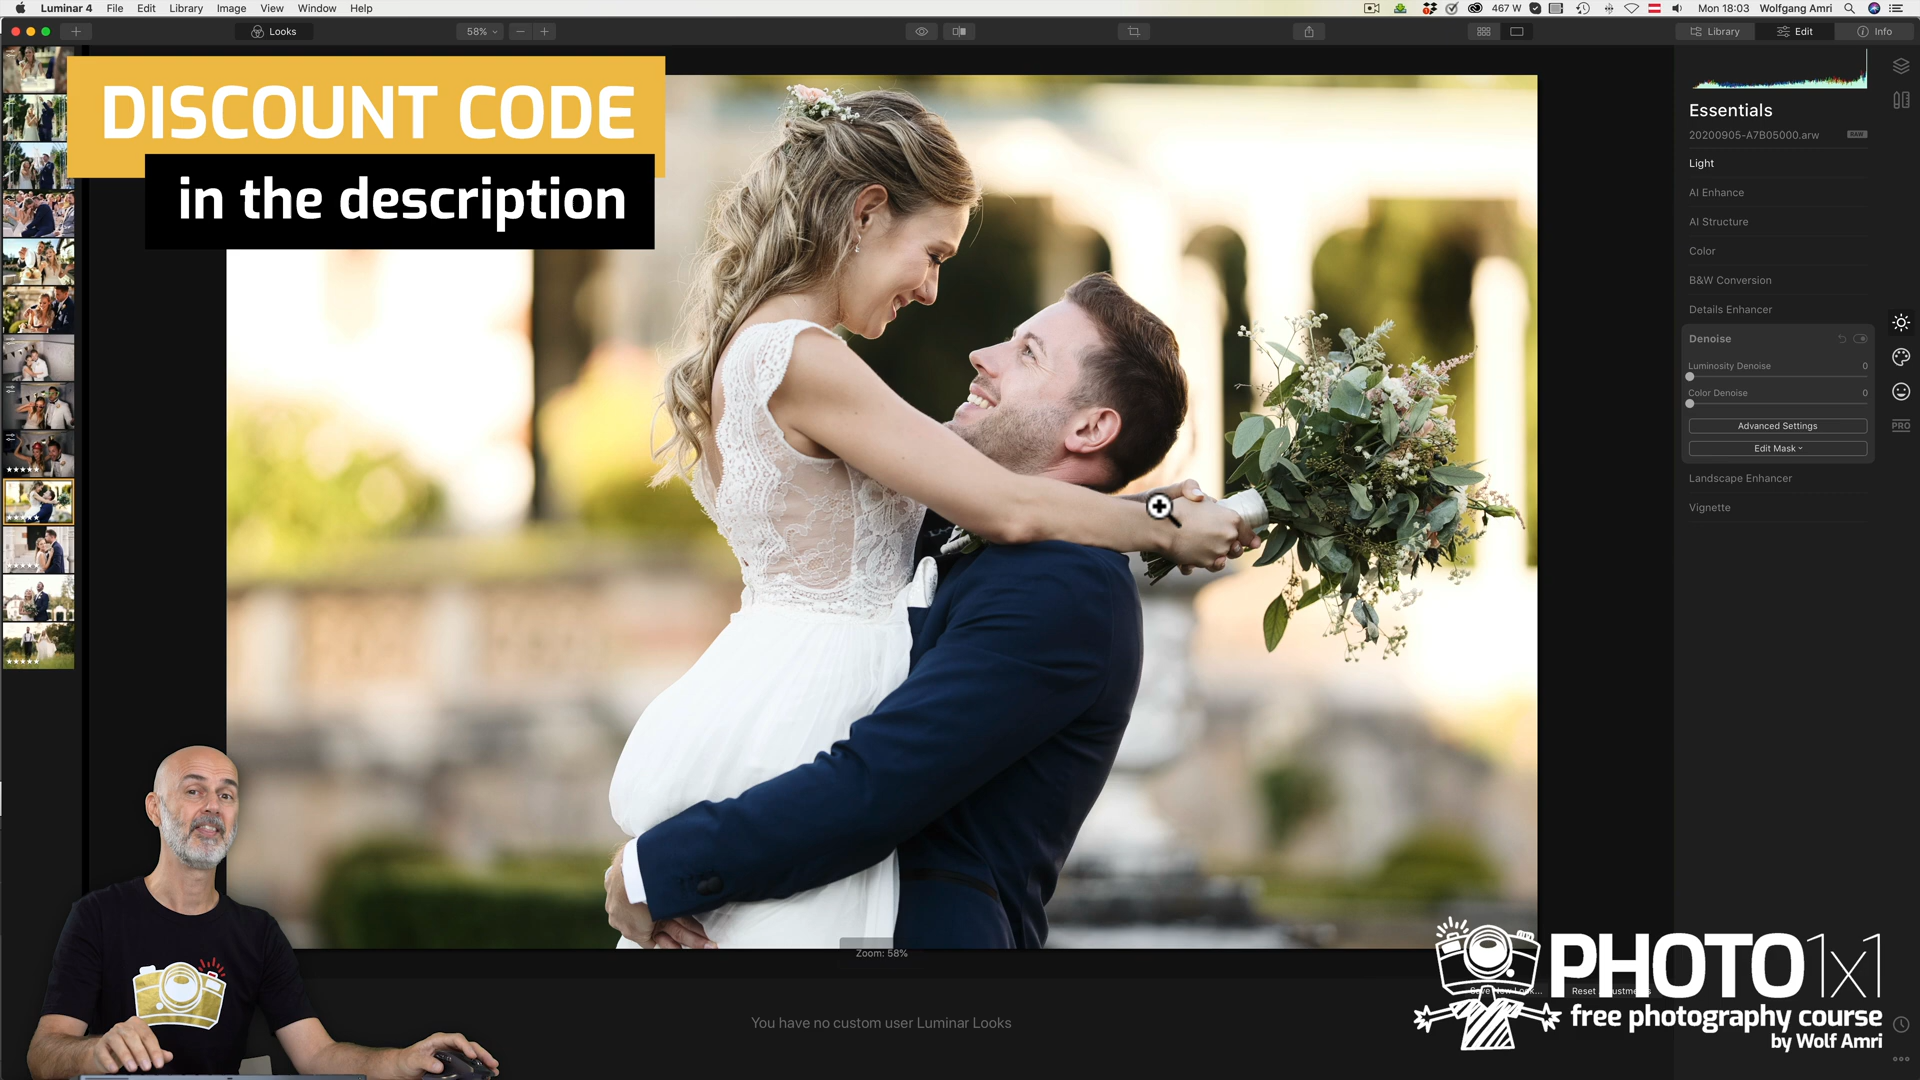 Luminar 4 File Edit Library Image View Window Help
467 W Mon 18:03 Wolfgang Amri
Looks
58%
Library Edit Info
DISCOUNT CODE
in the description
Essentials
20200905-A7B05000.arw RAW
Light
AI Enhance
AI Structure
Color
B&W Conversion
Details Enhancer
Denoise
Luminosity Denoise 0
Color Denoise 0
Advanced Settings
Edit Mask
Landscape Enhancer
Vignette
PRO
Zoom: 58%
You have no custom user Luminar Looks
PHOTO1x1
free photography course
by Wolf Amri